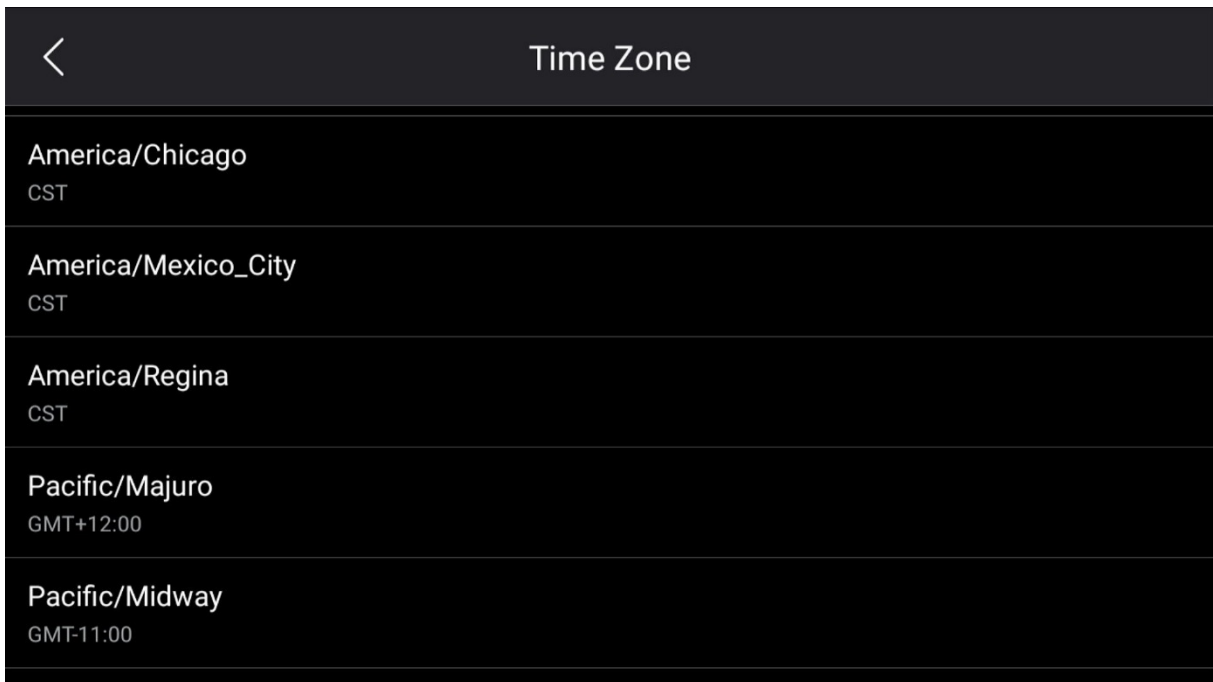 Time Zone
America/Chicago
CST
America/Mexico_City
CST
America/Regina
CST
Pacific/Majuro
GMT+12:00
Pacific/Midway
GMT-11:00